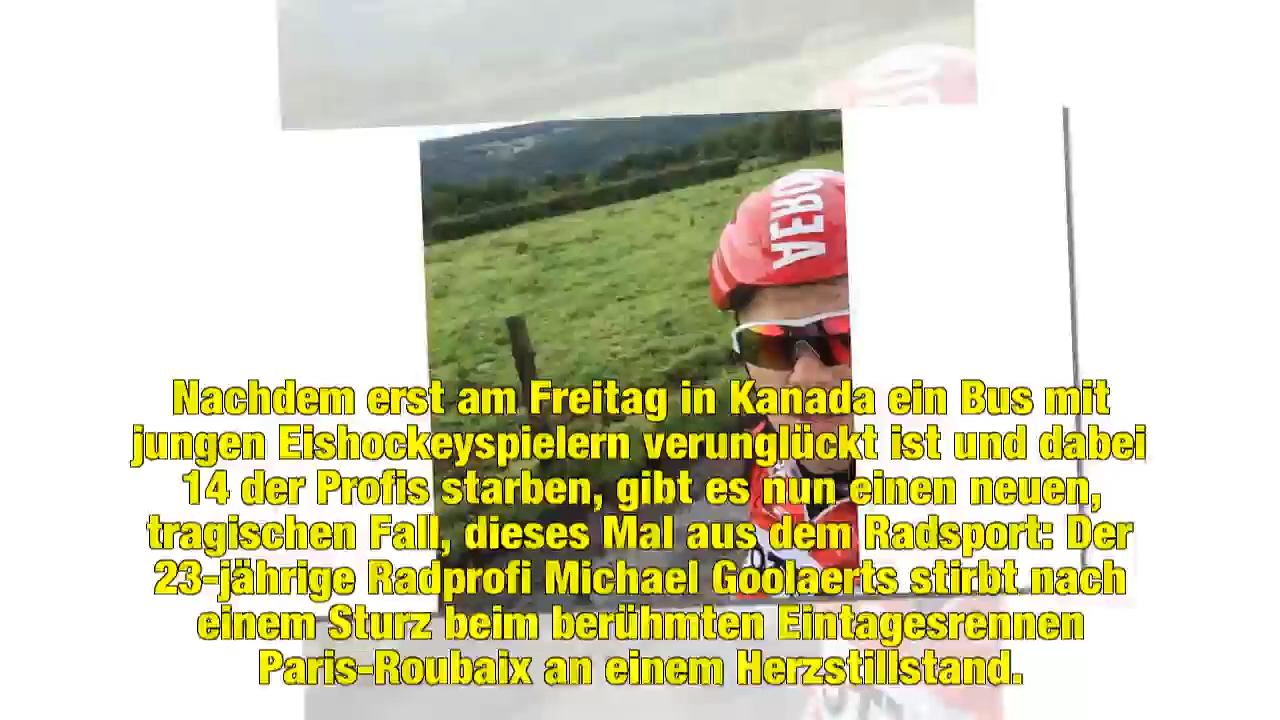 AERO
Nachdem erst am Freitag in Kanada ein Bus mit
jungen Eishockeyspielern verunglückt ist und dabei
14 der Profis starben, gibt es nun einen neuen,
tragischen Fall, dieses Mal aus dem Radsport: Der
23-jährige Radprofi Michael Goolaerts stirbt nach
einem Sturz beim berühmten Eintagesrennen
Paris-Roubaix an einem Herzstillstand.